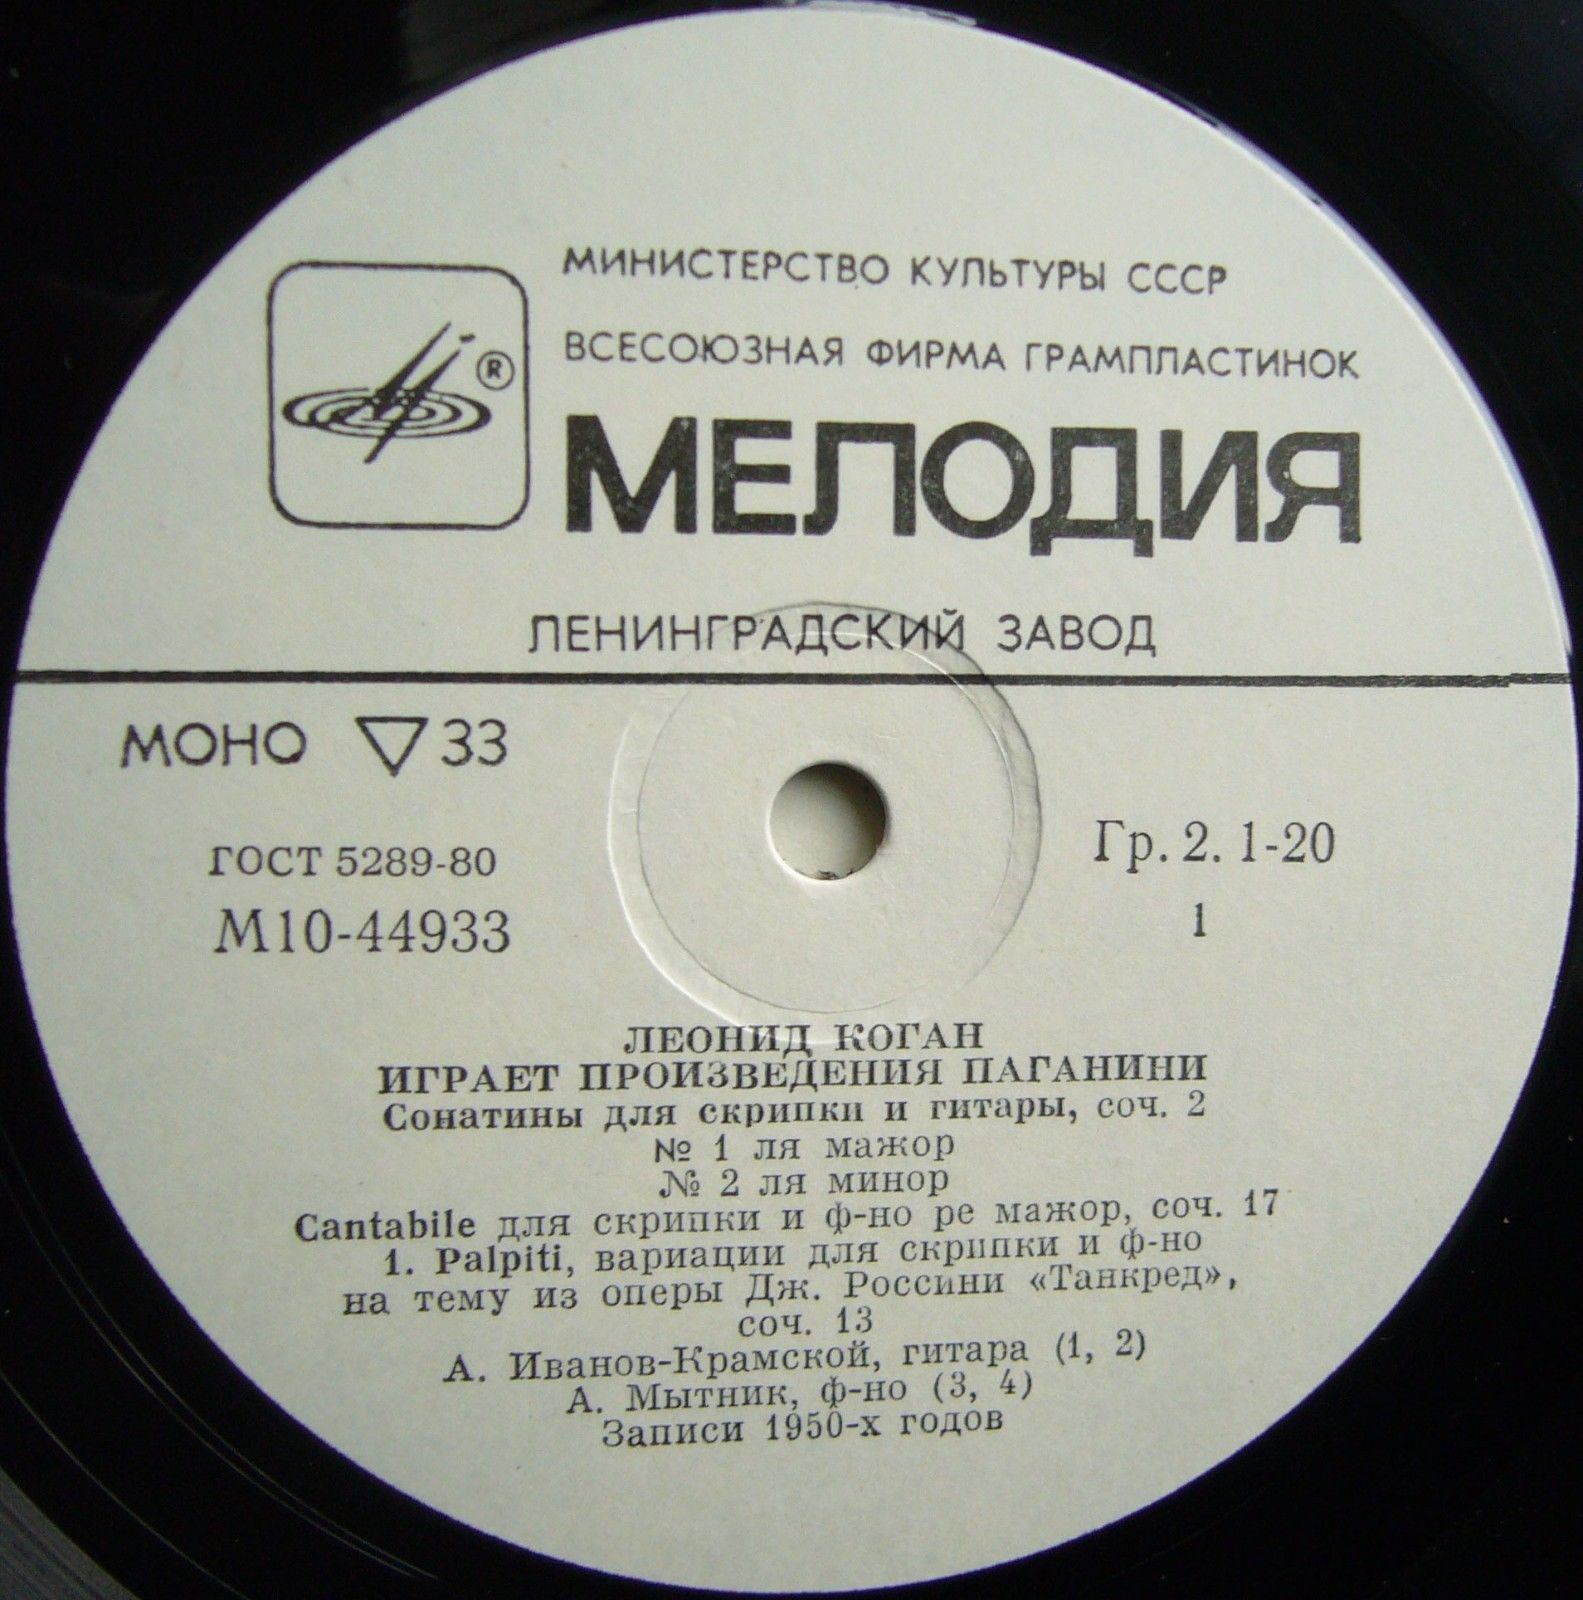 МИНИСТЕРСТВО КУЛЬТУРЫ СССР
ВСЕСОЮЗНАЯ ФИРМА ГРАМПЛАСТИНОК
®
МЕЛОДИЯ
ЛЕНИНГРАДСКИЙ ЗАВОД
МОНО ▽ 33
ГОСТ 5289-80
Гр. 2. 1-20
М10-44933
1
ЛЕОНИД КОГАН
ИГРАЕТ ПРОИЗВЕДЕНИЯ ПАГАНИНИ
Сонатины для скрипки и гитары, соч. 2
№ 1 ля мажор
№ 2 ля минор
Cantabile для скрипки и ф-но ре мажор, соч. 17
1. Palpiti, вариации для скрипки и ф-но
на тему из оперы Дж. Россини «Танкред»,
соч. 13
А. Иванов-Крамской, гитара (1, 2)
А. Мытник, ф-но (3, 4)
Записи 1950-х годов